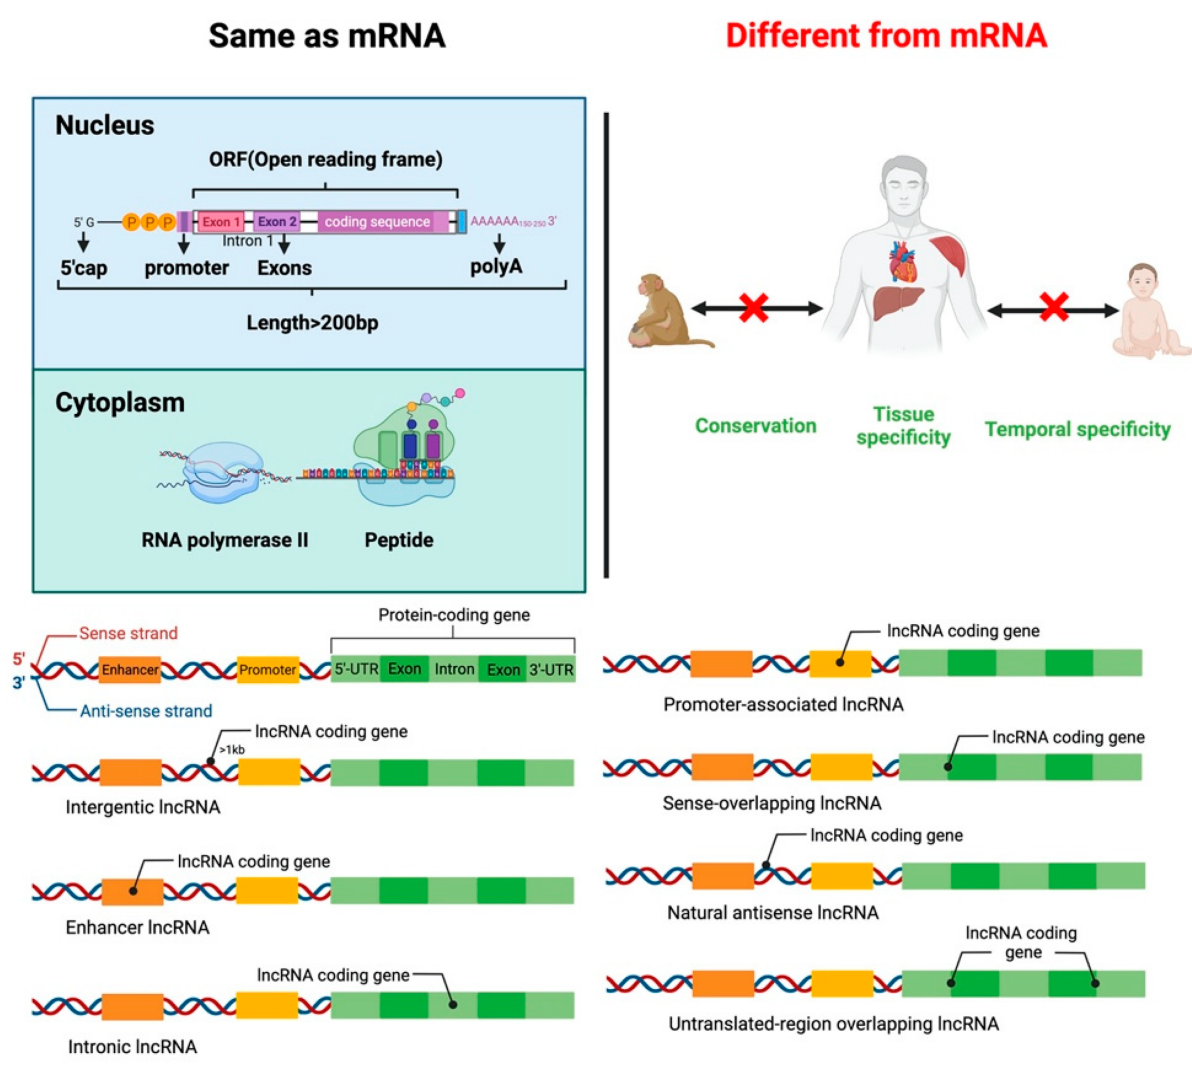 Same as mRNA
Different from mRNA
Nucleus
ORF(Open reading frame)
5' G
P P P
Exon 1
Exon 2
coding sequence
AAAAAA150-250 3'
Intron 1
5'cap
promoter
Exons
polyA
Length>200bp
Cytoplasm
RNA polymerase II
Peptide
Conservation
Tissue
specificity
Temporal specificity
Protein-coding gene
Sense strand
5'
3'
Enhancer
Promoter
5'-UTR
Exon
Intron
Exon
3'-UTR
Anti-sense strand
lncRNA coding gene
>1kb
Intergentic lncRNA
lncRNA coding gene
Enhancer lncRNA
lncRNA coding gene
Intronic lncRNA
lncRNA coding gene
Promoter-associated lncRNA
lncRNA coding gene
Sense-overlapping lncRNA
lncRNA coding gene
Natural antisense lncRNA
lncRNA coding
gene
Untranslated-region overlapping lncRNA